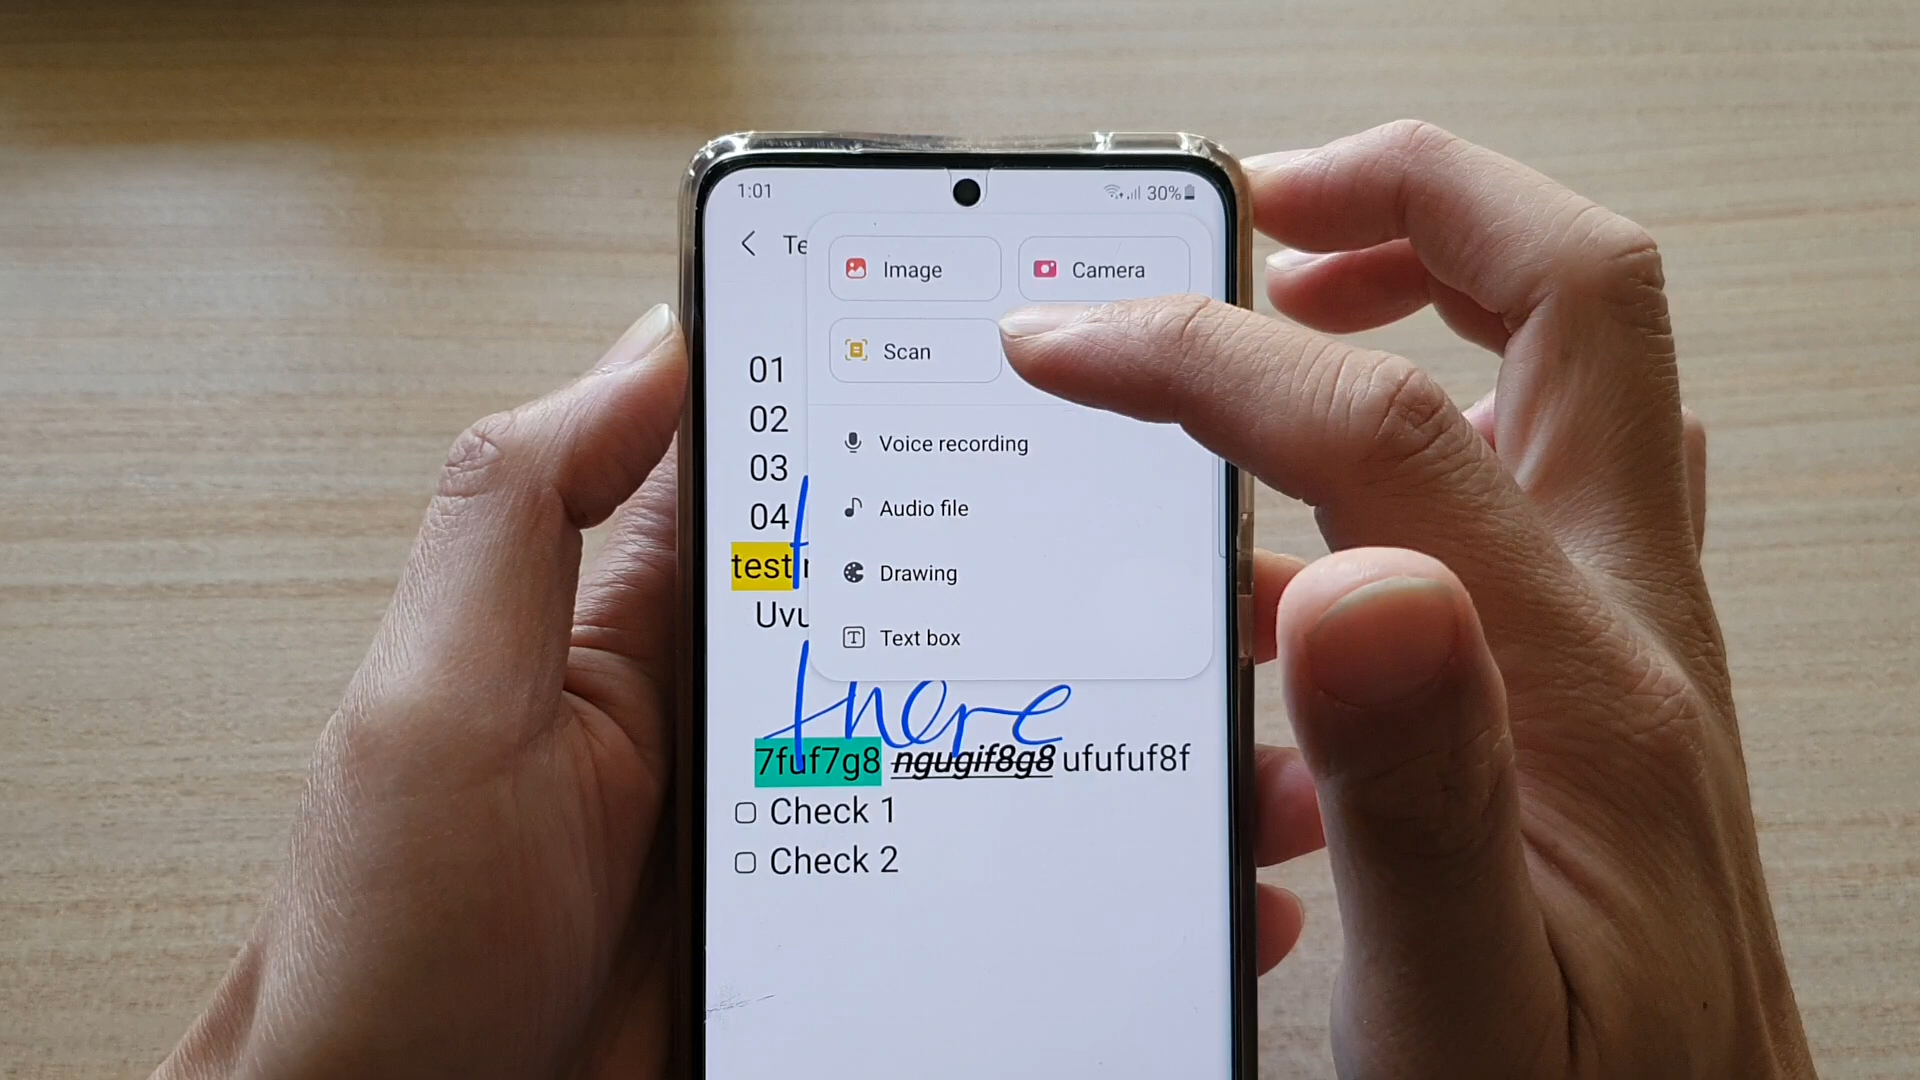 1:01 30%
Te
Image Camera
Scan
Voice recording
Audio file
Drawing
Text box
01
02
03
04
test
Uvu
there
7fuf7g8 ngugif8g8 ufufuf8f
Check 1
Check 2